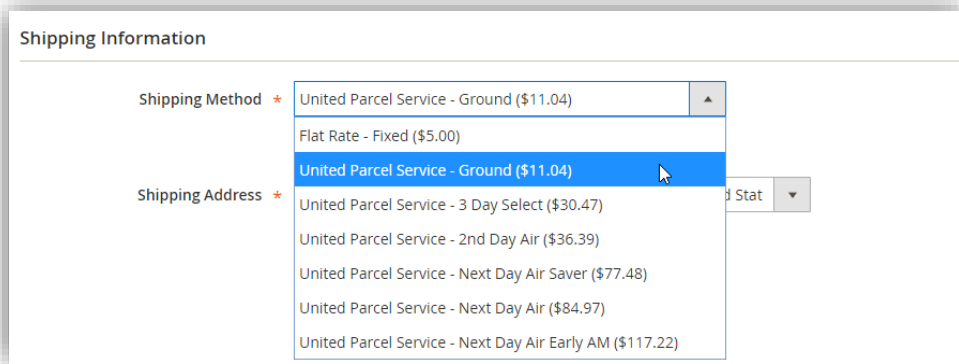 Shipping Information
Shipping Method * United Parcel Service - Ground ($11.04)
Flat Rate - Fixed ($5.00)
United Parcel Service - Ground ($11.04)
Shipping Address * d Stat
United Parcel Service - 3 Day Select ($30.47)
United Parcel Service - 2nd Day Air ($36.39)
United Parcel Service - Next Day Air Saver ($77.48)
United Parcel Service - Next Day Air ($84.97)
United Parcel Service - Next Day Air Early AM ($117.22)